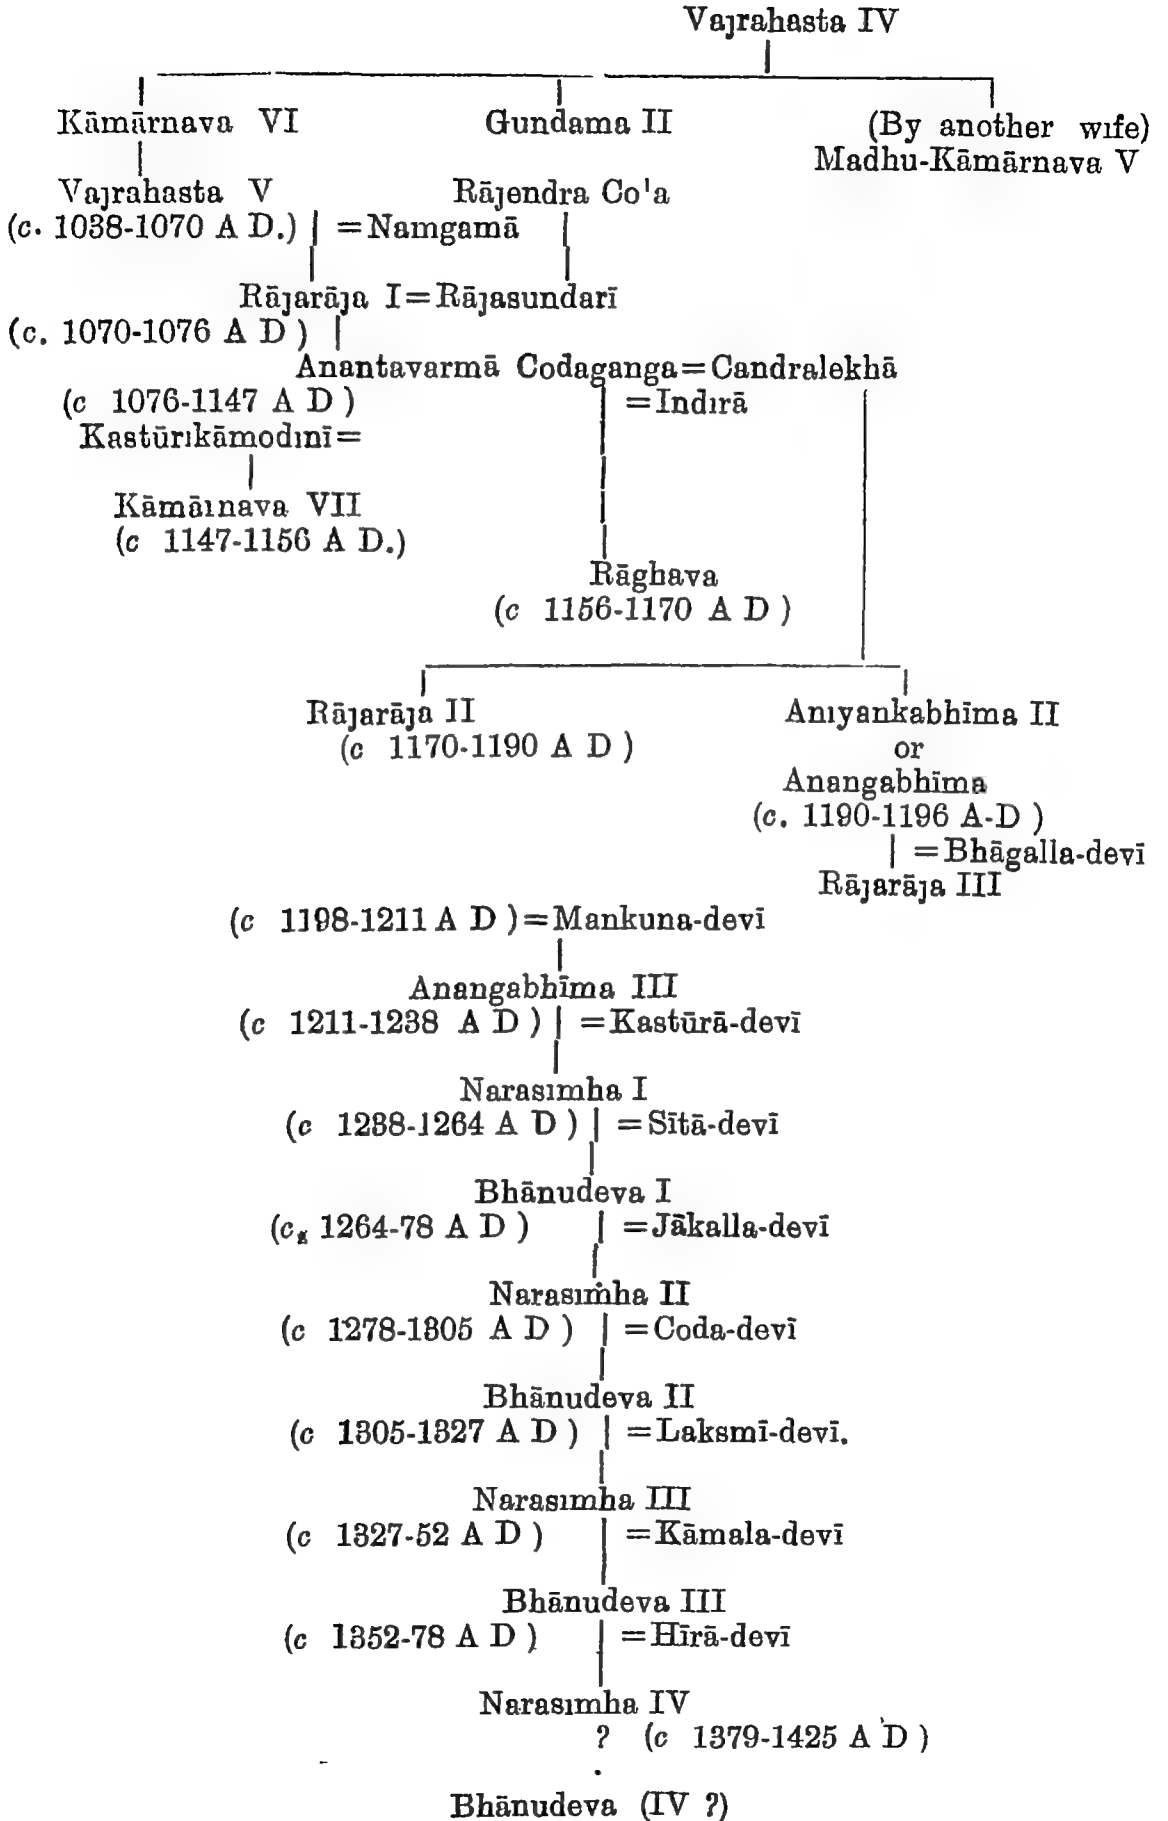 Vajrahasta IV
Kāmārnava VI Gundama II (By another wife)
Madhu-Kāmārnava V
Vajrahasta V Rājendra Co'a
(c. 1038-1070 A D.) =Namgamā
Rājarāja I=Rājasundarī
(c. 1070-1076 A D )
Anantavarmā Codaganga=Candralekhā
(c 1076-1147 A D ) =Indirā
Kastūrikāmodinī=
Kāmārnava VII
(c 1147-1156 A D.)
Rāghava
(c 1156-1170 A D )
Rājarāja II Aniyankabhīma II
(c 1170-1190 A D ) or
Anangabhīma
(c. 1190-1196 A-D )
=Bhāgalla-devī
Rājarāja III
(c 1198-1211 A D )=Mankuna-devī
Anangabhīma III
(c 1211-1238 A D ) =Kastūrā-devī
Narasimha I
(c 1238-1264 A D ) =Sītā-devī
Bhānudeva I
(c. 1264-78 A D ) =Jākalla-devī
Narasiṁha II
(c 1278-1305 A D ) =Coda-devī
Bhānudeva II
(c 1305-1327 A D ) =Laksmī-devī.
Narasimha III
(c 1327-52 A D ) =Kāmala-devī
Bhānudeva III
(c 1352-78 A D ) =Hīrā-devī
Narasimha IV
? (c 1379-1425 A D )
Bhānudeva (IV ?)